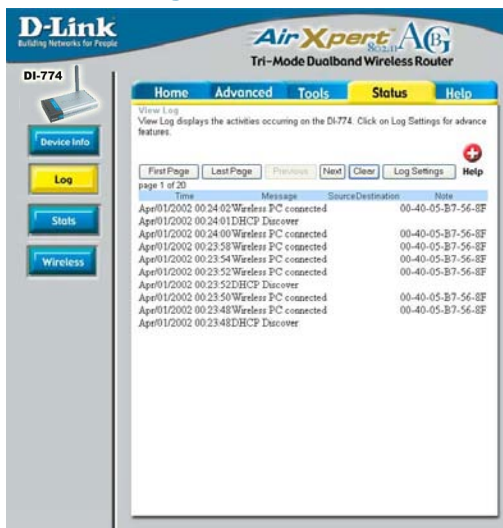 D-Link
Building Networks for People
AirXpert 802.11 ABG
Tri-Mode Dualband Wireless Router
DI-774
Home Advanced Tools Status Help
Device Info
Log
Stats
Wireless
View Log
View Log displays the activities occurring on the DI-774. Click on Log Settings for advance
features.
Help
First Page Last Page Previous Next Clear Log Settings
page 1 of 20
Time Message Source Destination Note
Apr/01/2002 00:24:02 Wireless PC connected 00-40-05-B7-56-8F
Apr/01/2002 00:24:01 DHCP Discover
Apr/01/2002 00:24:00 Wireless PC connected 00-40-05-B7-56-8F
Apr/01/2002 00:23:58 Wireless PC connected 00-40-05-B7-56-8F
Apr/01/2002 00:23:54 Wireless PC connected 00-40-05-B7-56-8F
Apr/01/2002 00:23:52 Wireless PC connected 00-40-05-B7-56-8F
Apr/01/2002 00:23:52 DHCP Discover
Apr/01/2002 00:23:50 Wireless PC connected 00-40-05-B7-56-8F
Apr/01/2002 00:23:48 Wireless PC connected 00-40-05-B7-56-8F
Apr/01/2002 00:23:48 DHCP Discover